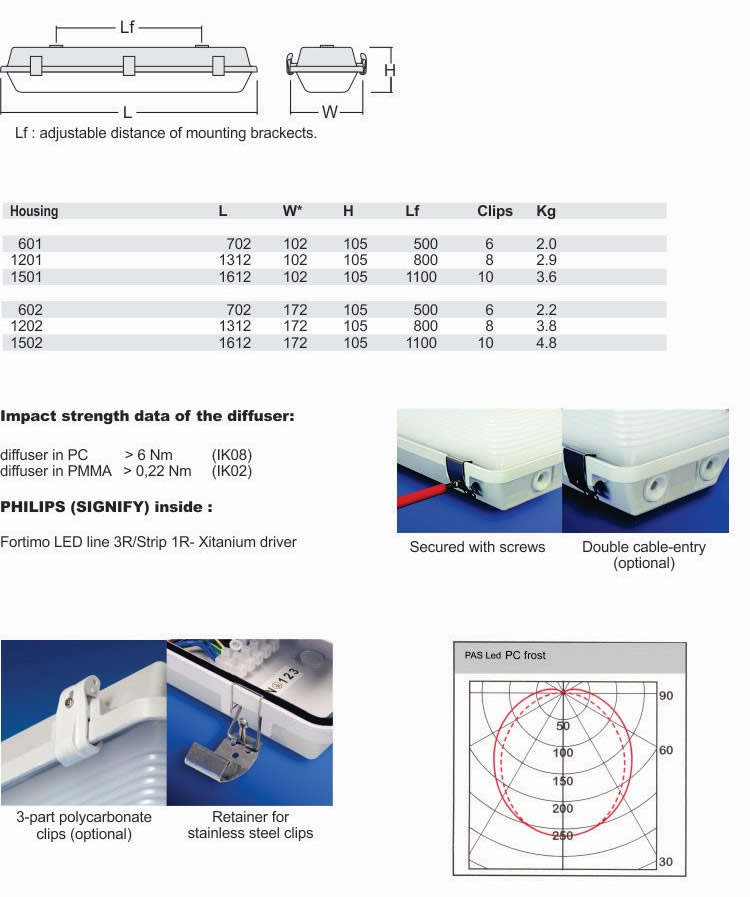 Lf
H
L
W
Lf : adjustable distance of mounting brackects.
Housing L W* H Lf Clips Kg
601 702 102 105 500 6 2.0
1201 1312 102 105 800 8 2.9
1501 1612 102 105 1100 10 3.6
602 702 172 105 500 6 2.2
1202 1312 172 105 800 8 3.8
1502 1612 172 105 1100 10 4.8
Impact strength data of the diffuser:
diffuser in PC > 6 Nm (IK08)
diffuser in PMMA > 0,22 Nm (IK02)
PHILIPS (SIGNIFY) inside :
Fortimo LED line 3R/Strip 1R- Xitanium driver
Secured with screws
Double cable-entry
(optional)
123
3-part polycarbonate
clips (optional)
Retainer for
stainless steel clips
PAS Led PC frost
90
50
60
100
150
200
250
30